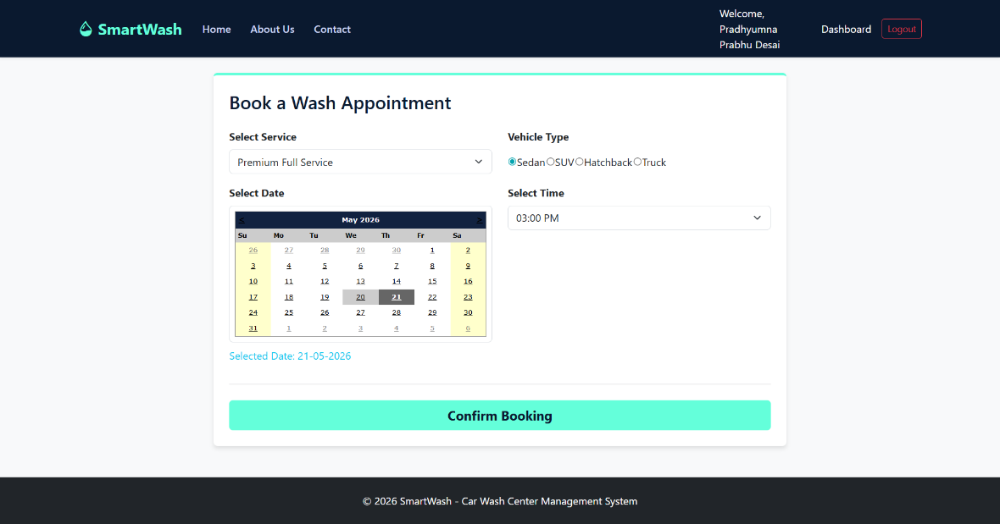 SmartWash
Home
About Us
Contact
Welcome,
Pradhyumna
Prabhu Desai
Dashboard
Logout
Book a Wash Appointment
Select Service
Premium Full Service
Vehicle Type
Sedan SUV Hatchback Truck
Select Date
< May 2026 >
Su Mo Tu We Th Fr Sa
26 27 28 29 30 1 2
3 4 5 6 7 8 9
10 11 12 13 14 15 16
17 18 19 20 21 22 23
24 25 26 27 28 29 30
31 1 2 3 4 5 6
Selected Date: 21-05-2026
Select Time
03:00 PM
Confirm Booking
© 2026 SmartWash - Car Wash Center Management System